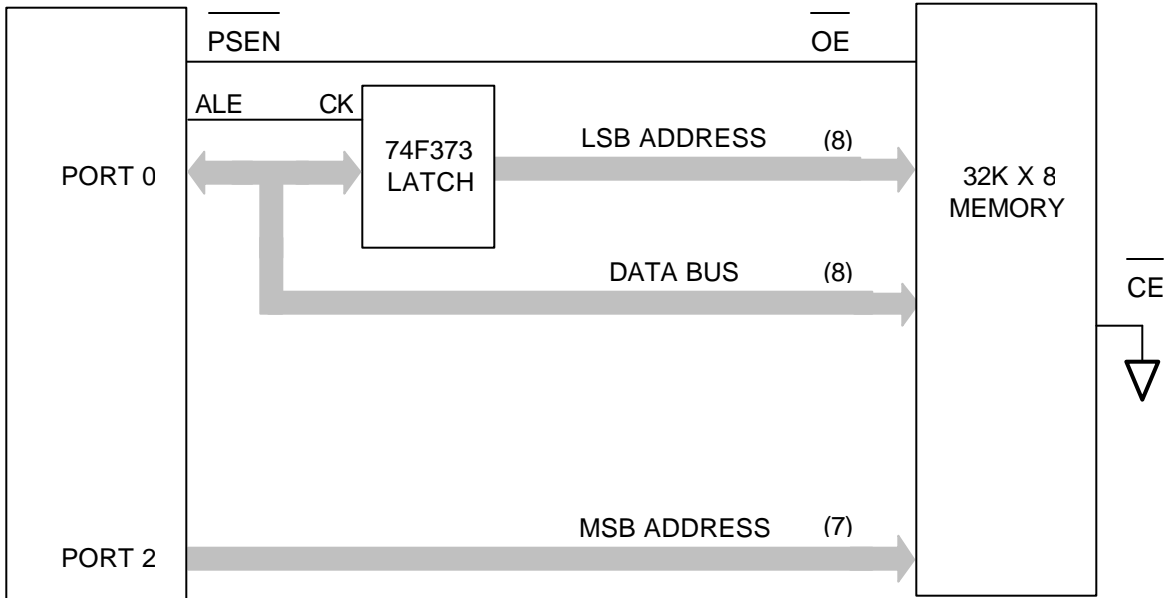 PSEN
OE
ALE
CK
74F373
LATCH
LSB ADDRESS (8)
PORT 0
32K X 8
MEMORY
DATA BUS (8)
CE
MSB ADDRESS (7)
PORT 2